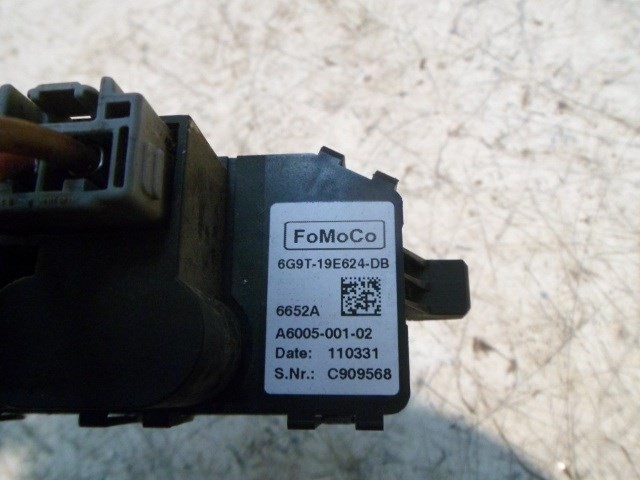 FoMoCo
6G9T-19E624-DB
6652A
A6005-001-02
Date: 110331
S.Nr.: C909568